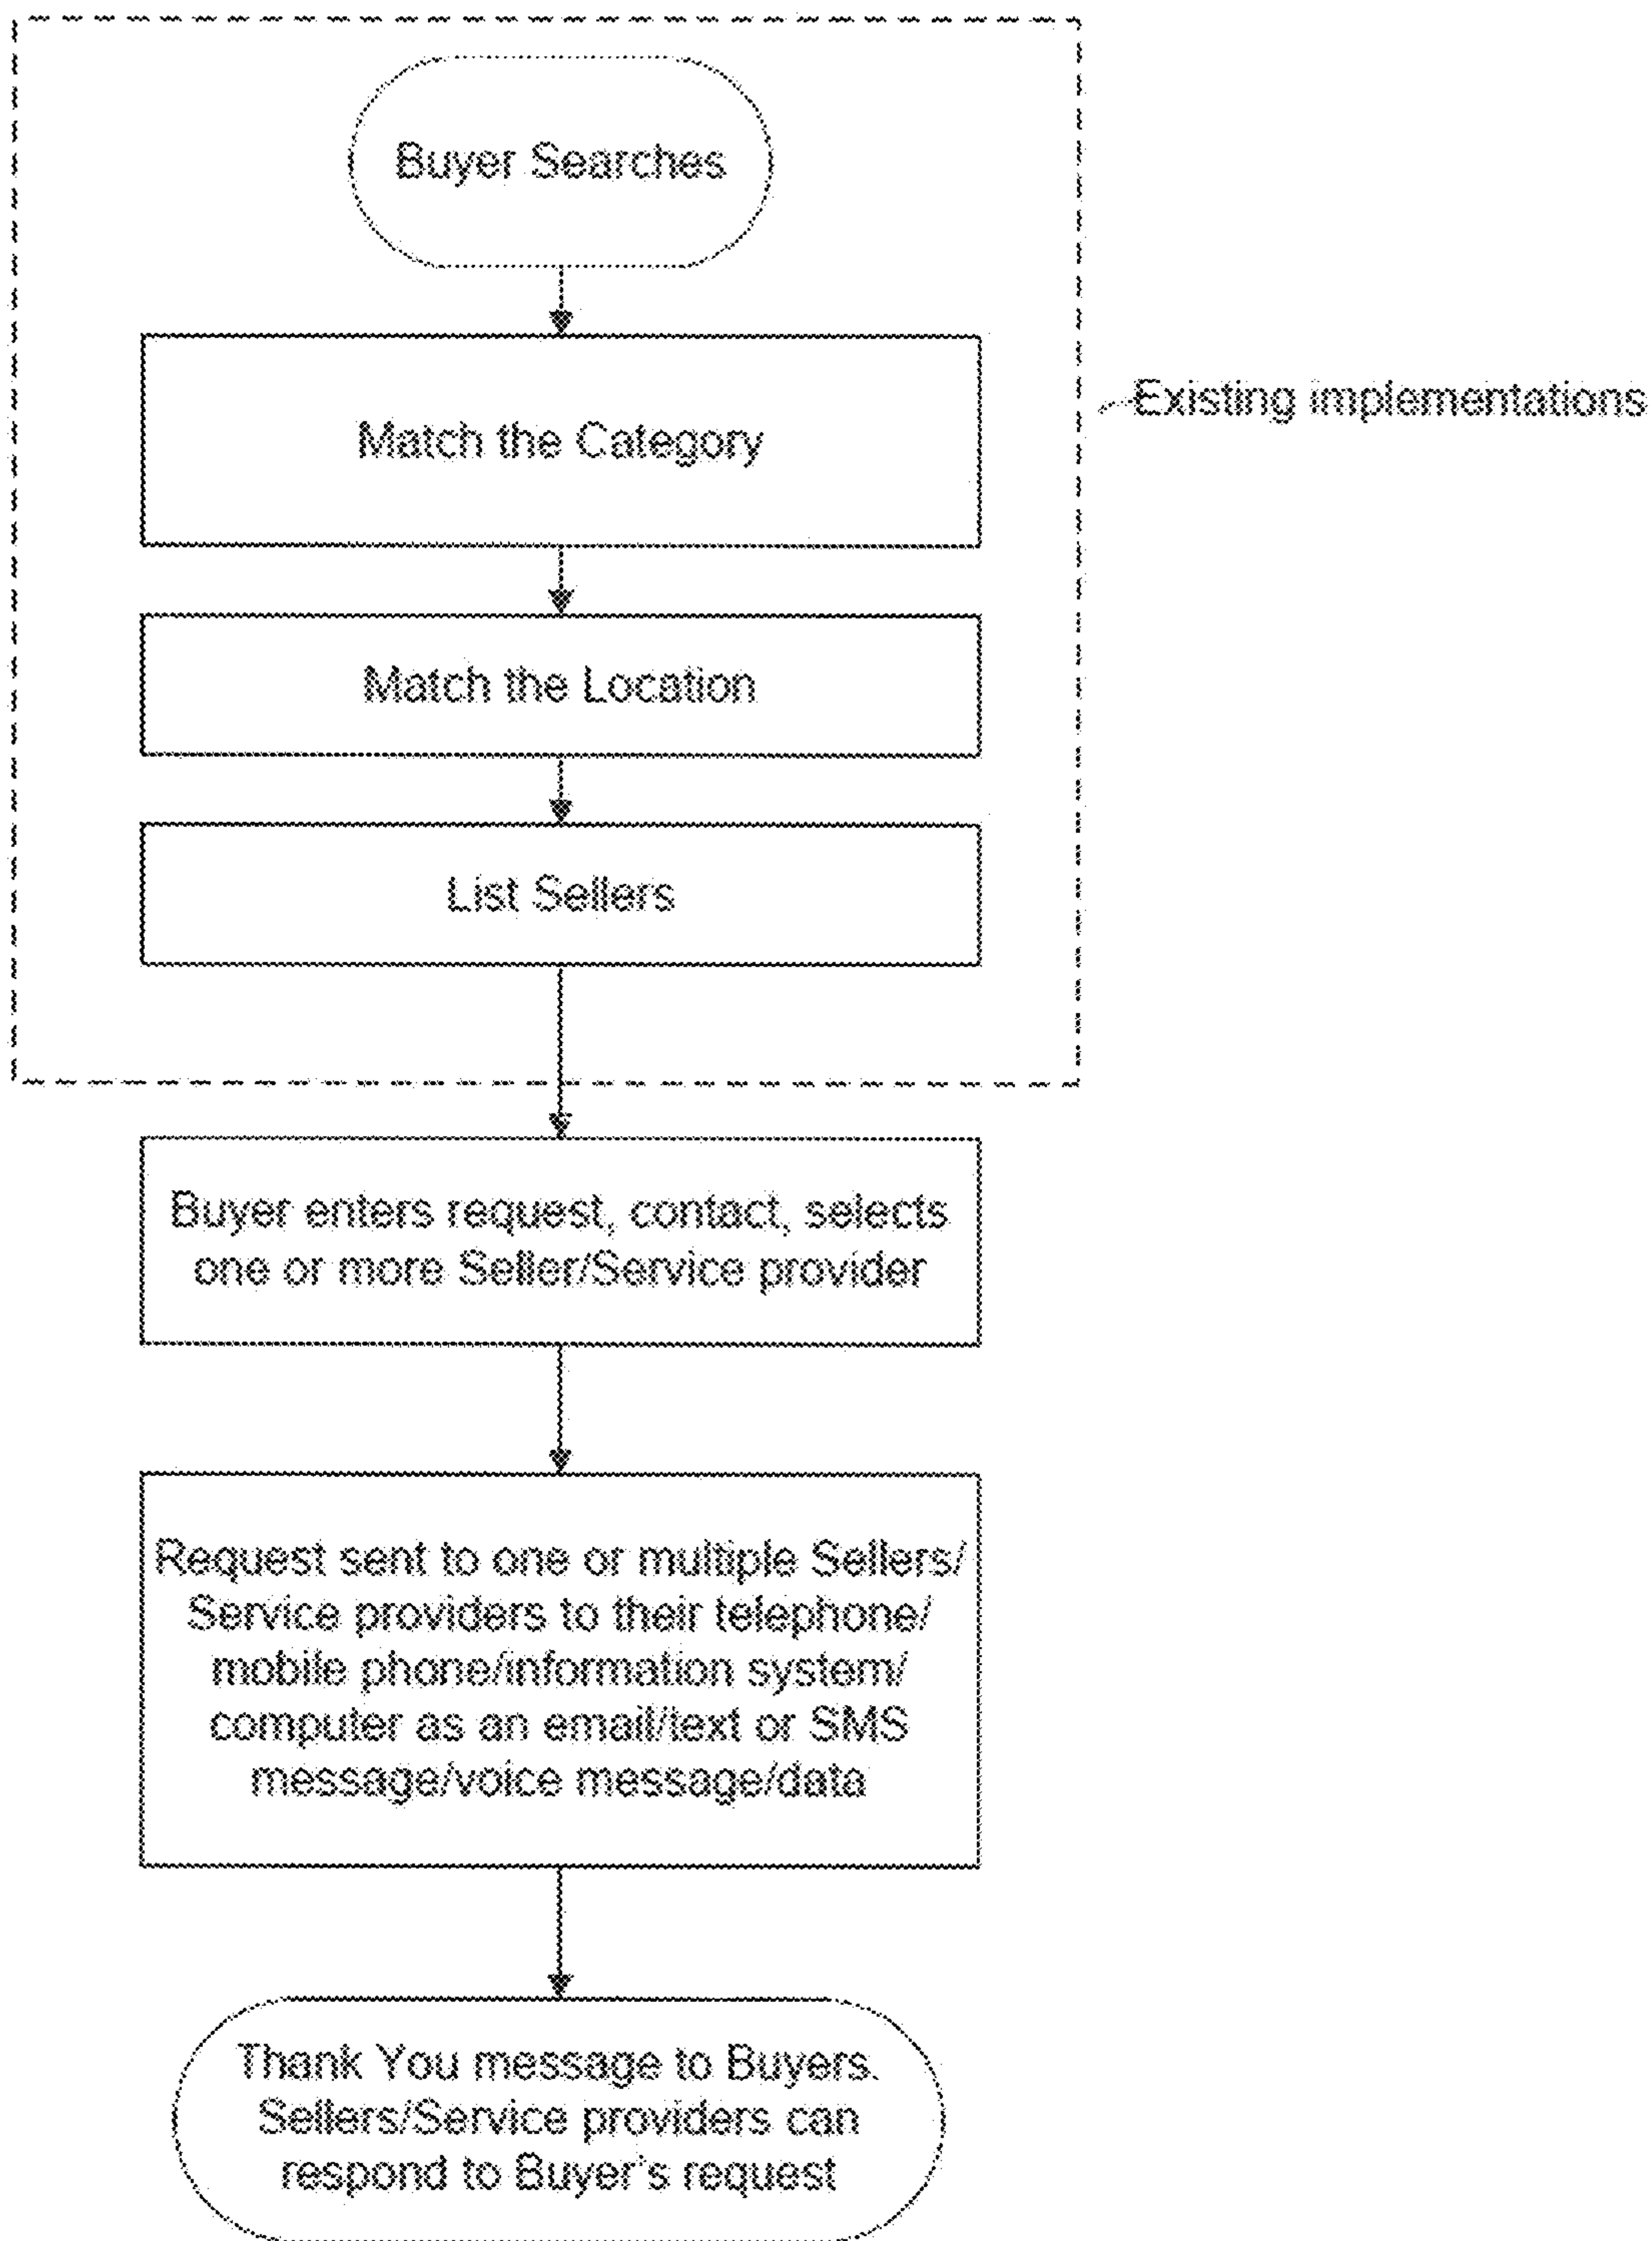 Buyer Searches
Match the Category
Existing implementations
Match the Location
List Sellers
Buyer enters request, contact, selects
one or more Seller/Service provider
Request sent to one or multiple Sellers/
Service providers to their telephone/
mobile phone/information system/
computer as an email/text or SMS
message/voice message/data
Thank You message to Buyers.
Sellers/Service providers can
respond to Buyer's request